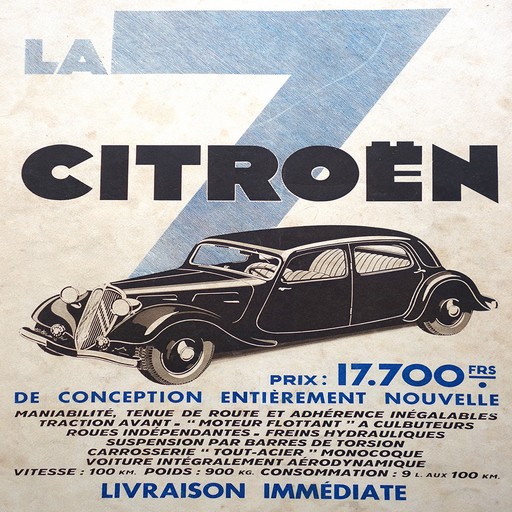 LA 7
CITROËN
PRIX : 17.700 FRS
DE CONCEPTION ENTIÈREMENT NOUVELLE
MANIABILITÉ, TENUE DE ROUTE ET ADHÉRENCE INÉGALABLES
TRACTION AVANT - "MOTEUR FLOTTANT" A CULBUTEURS
ROUES INDÉPENDANTES - FREINS HYDRAULIQUES
SUSPENSION PAR BARRES DE TORSION
CARROSSERIE "TOUT-ACIER" MONOCOQUE
VOITURE INTÉGRALEMENT AÉRODYNAMIQUE
VITESSE : 100 KM. POIDS : 900 KG. CONSOMMATION : 9 L. AUX 100 KM.
LIVRAISON IMMÉDIATE